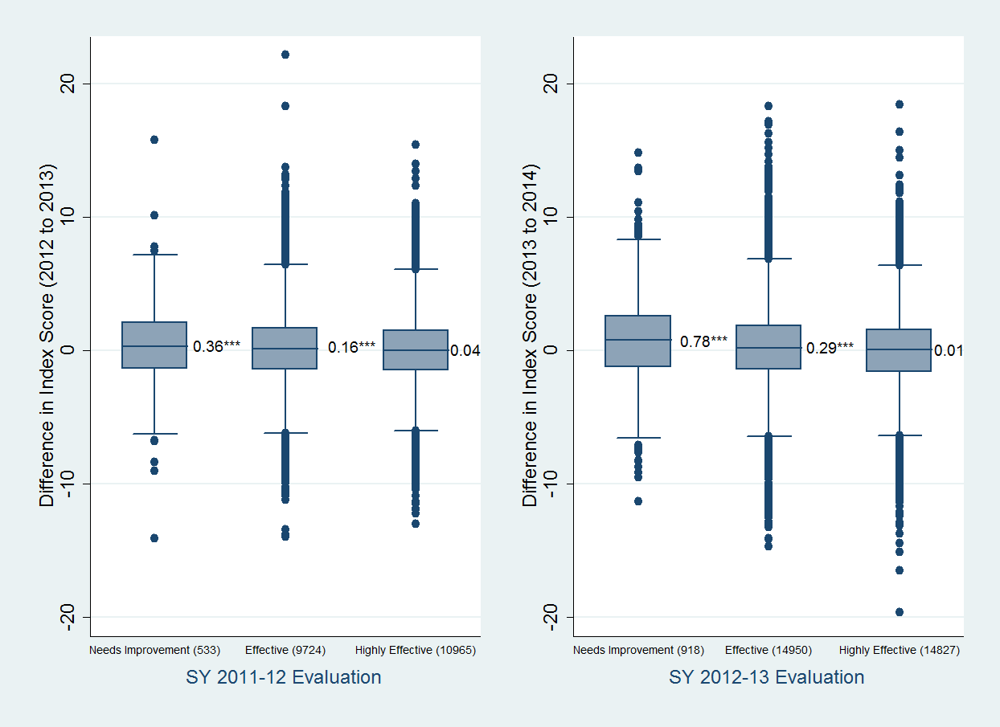 Difference in Index Score (2012 to 2013)
20
10
0
-10
-20
0.36***
0.16***
0.04
Needs Improvement (533)
Effective (9724)
Highly Effective (10965)
SY 2011-12 Evaluation
Difference in Index Score (2013 to 2014)
20
10
0
-10
-20
0.78***
0.29***
0.01
Needs Improvement (918)
Effective (14950)
Highly Effective (14827)
SY 2012-13 Evaluation